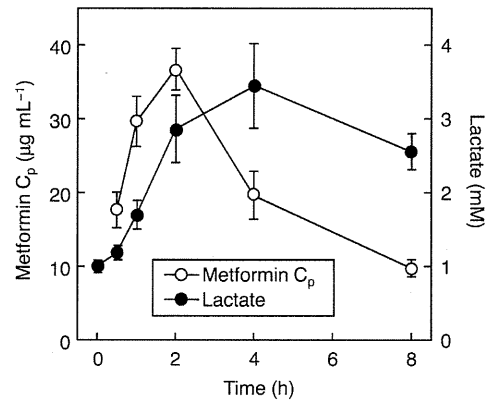 40
30
20
10
0
Metformin Cp (µg mL⁻¹)
4
3
2
1
0
Lactate (mM)
Metformin Cp
Lactate
0 2 4 6 8
Time (h)